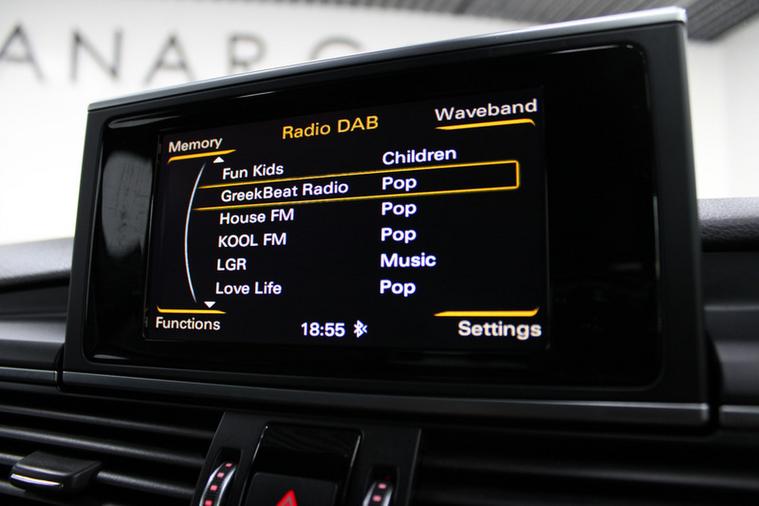 ANARC
Memory Radio DAB Waveband
Fun Kids Children
GreekBeat Radio Pop
House FM Pop
KOOL FM Pop
LGR Music
Love Life Pop
Functions 18:55 Settings